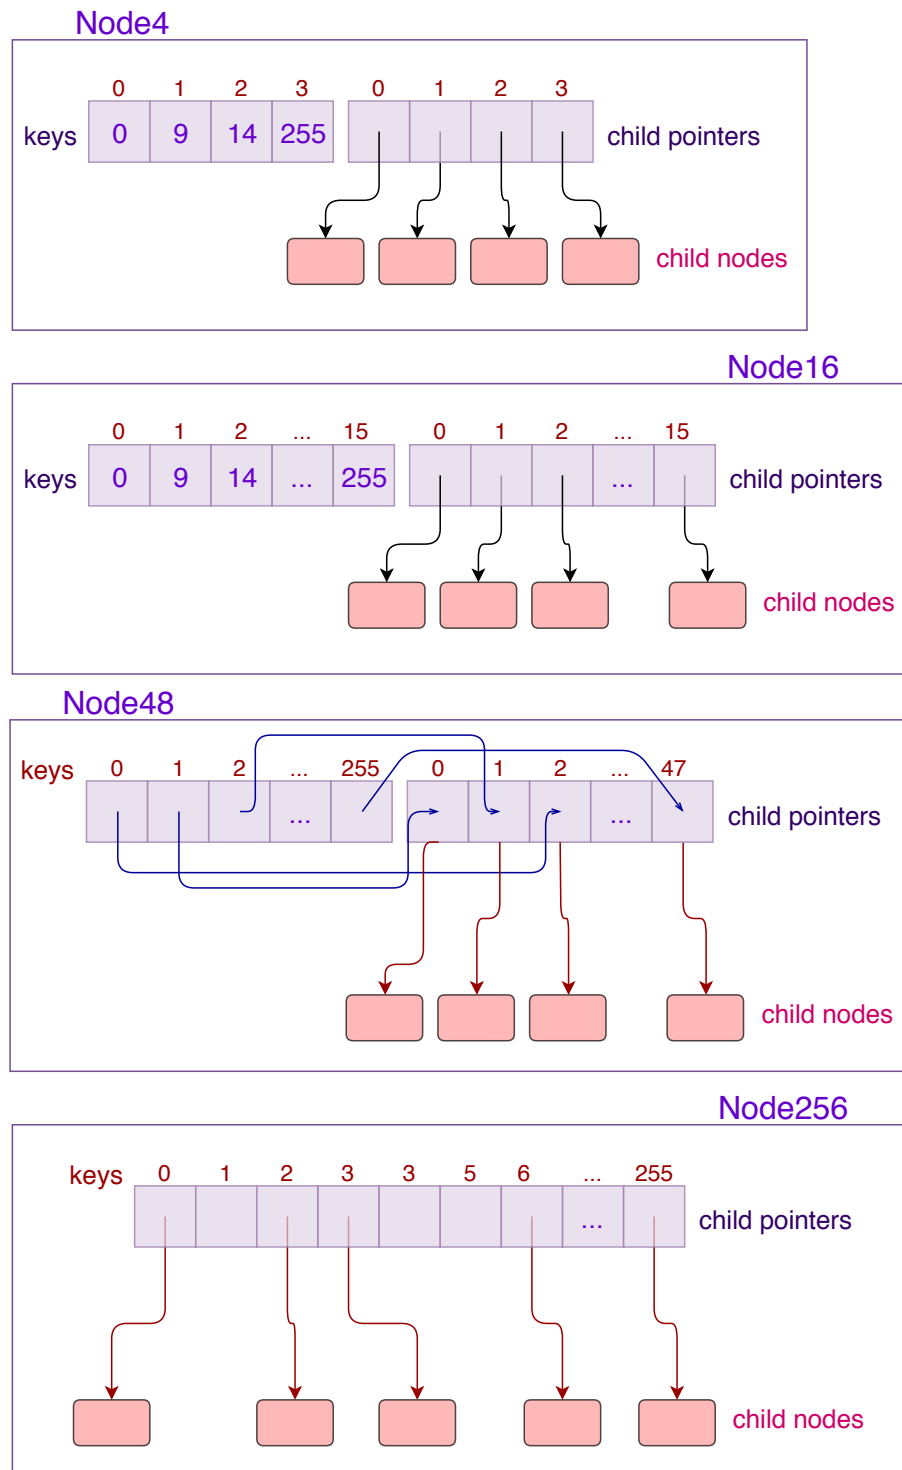 Node4
0 1 2 3 0 1 2 3
keys 0 9 14 255 child pointers
child nodes
Node16
0 1 2 ... 15 0 1 2 ... 15
keys 0 9 14 ... 255 ... child pointers
child nodes
Node48
keys 0 1 2 ... 255 0 1 2 ... 47
... ... child pointers
child nodes
Node256
keys 0 1 2 3 3 5 6 ... 255
... child pointers
child nodes